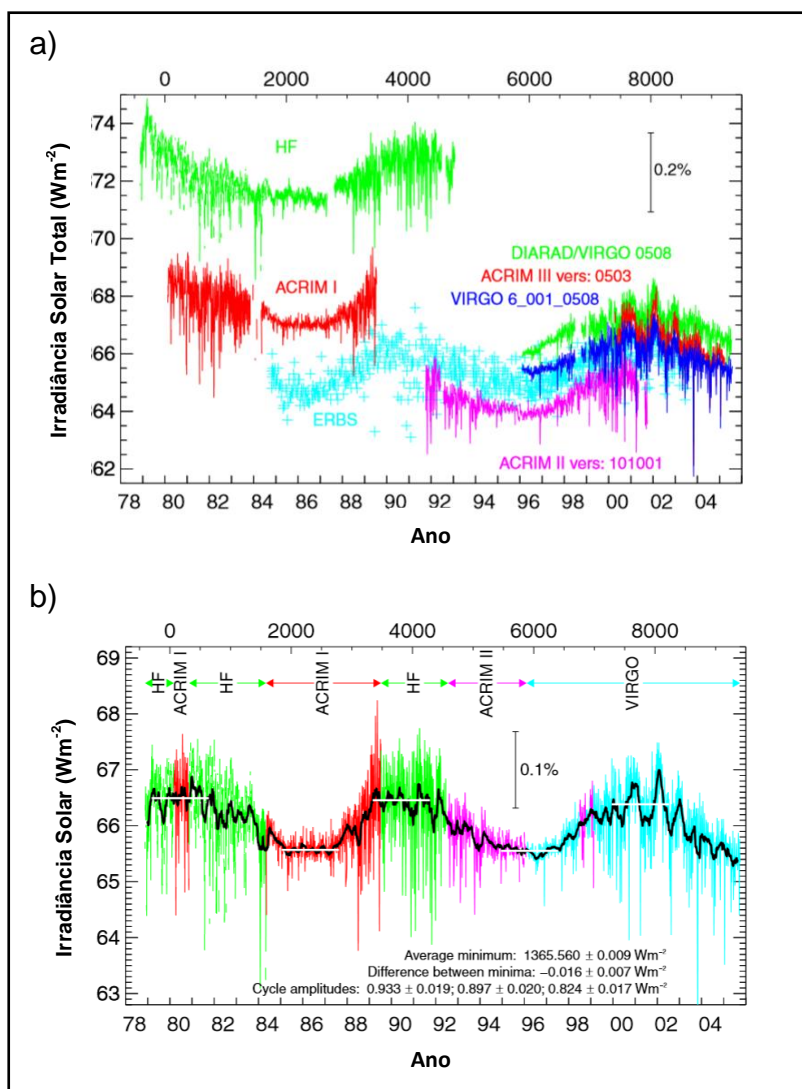 a)
0 2000 4000 6000 8000
Irradiância Solar Total (Wm⁻²)
74
72
70
68
66
64
62
HF
0.2%
DIARAD/VIRGO 0508
ACRIM III vers: 0503
VIRGO 6_001_0508
ACRIM I
ERBS
ACRIM II vers: 101001
78 80 82 84 86 88 90 92 94 96 98 00 02 04
Ano
b)
0 2000 4000 6000 8000
Irradiância Solar (Wm⁻²)
69
68
67
66
65
64
63
HF ACRIM I HF ACRIM I HF ACRIM II VIRGO
0.1%
Average minimum: 1365.560 ± 0.009 Wm⁻²
Difference between minima: −0.016 ± 0.007 Wm⁻²
Cycle amplitudes: 0.933 ± 0.019; 0.897 ± 0.020; 0.824 ± 0.017 Wm⁻²
78 80 82 84 86 88 90 92 94 96 98 00 02 04
Ano